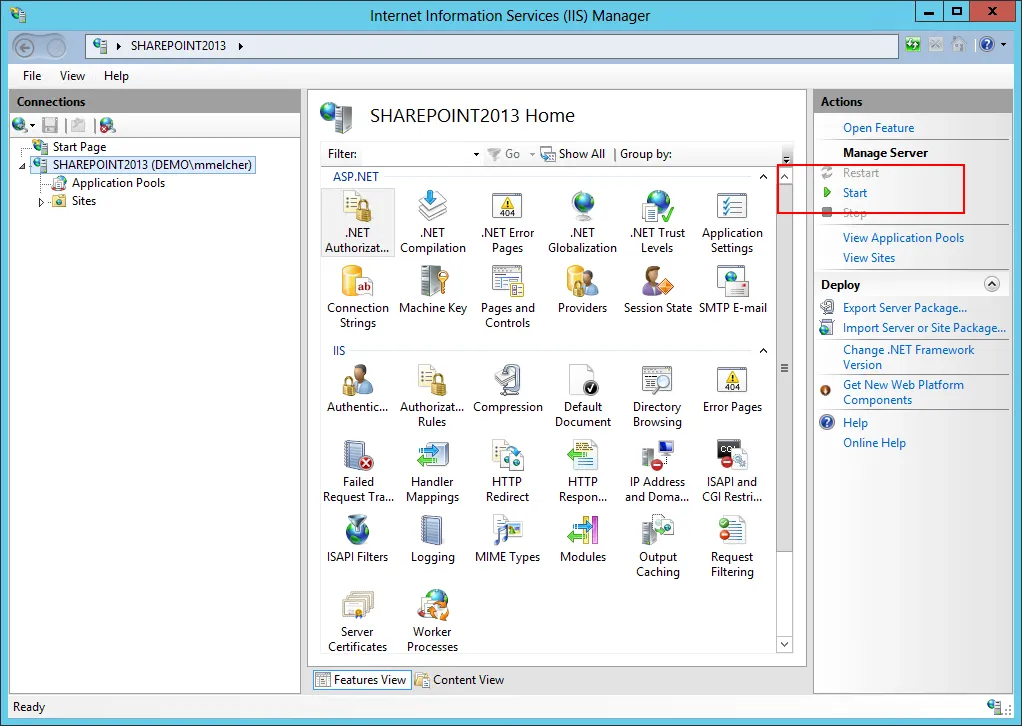 Internet Information Services (IIS) Manager
SHAREPOINT2013
File View Help
Connections
Start Page
SHAREPOINT2013 (DEMO\mmelcher)
Application Pools
Sites
SHAREPOINT2013 Home
Filter: Go Show All Group by:
ASP.NET
.NET Authorizat...
.NET Compilation
.NET Error Pages
.NET Globalization
.NET Trust Levels
Application Settings
Connection Strings
Machine Key
Pages and Controls
Providers
Session State
SMTP E-mail
IIS
Authentic...
Authorizat... Rules
Compression
Default Document
Directory Browsing
Error Pages
Failed Request Tra...
Handler Mappings
HTTP Redirect
HTTP Respon...
IP Address and Doma...
ISAPI and CGI Restri...
ISAPI Filters
Logging
MIME Types
Modules
Output Caching
Request Filtering
Server Certificates
Worker Processes
Features View
Content View
Actions
Open Feature
Manage Server
Restart
Start
Stop
View Application Pools
View Sites
Deploy
Export Server Package...
Import Server or Site Package...
Change .NET Framework
Version
Get New Web Platform
Components
Help
Online Help
Ready